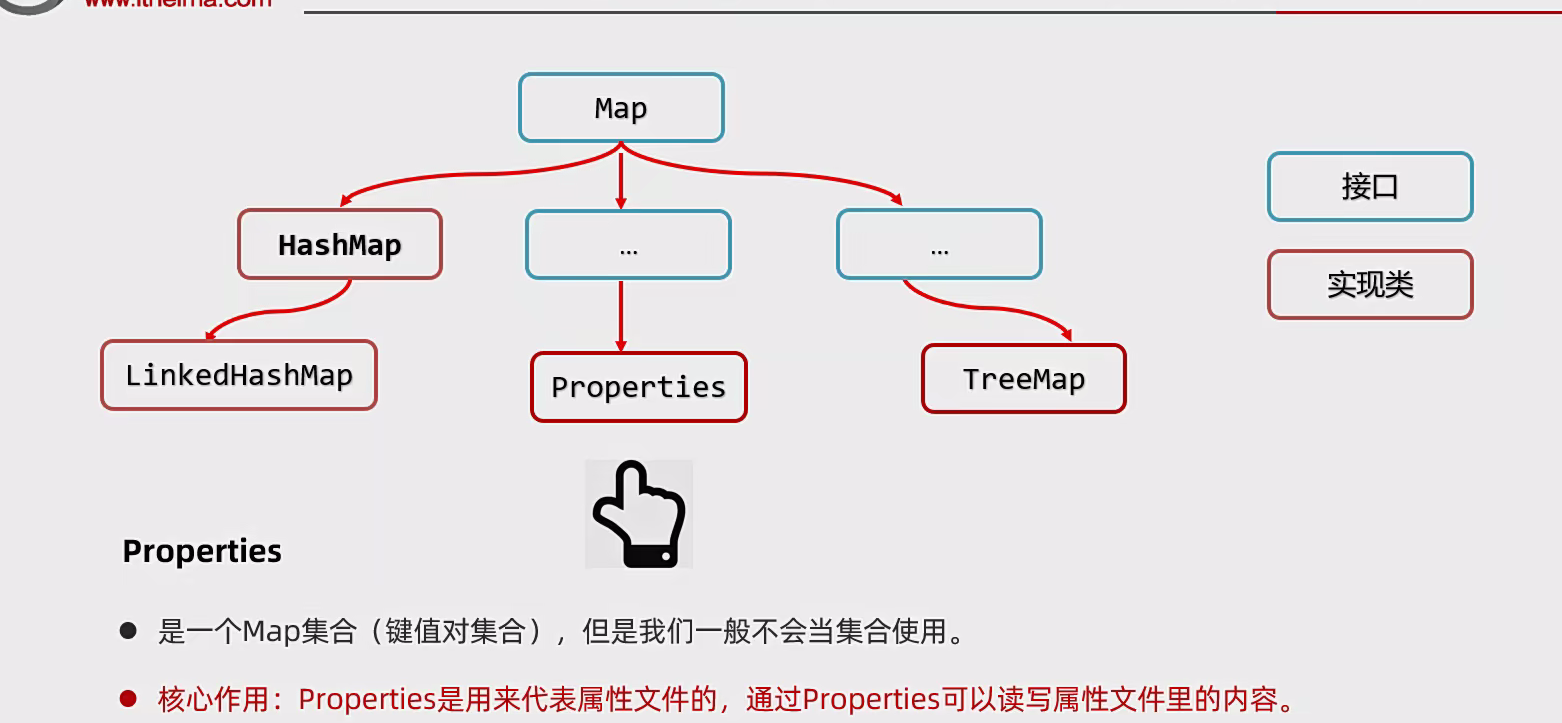 www.itheima.com
Map
接口
HashMap
...
...
实现类
LinkedHashMap
Properties
TreeMap
Properties
是一个Map集合（键值对集合），但是我们一般不会当集合使用。
核心作用：Properties是用来代表属性文件的，通过Properties可以读写属性文件里的内容。